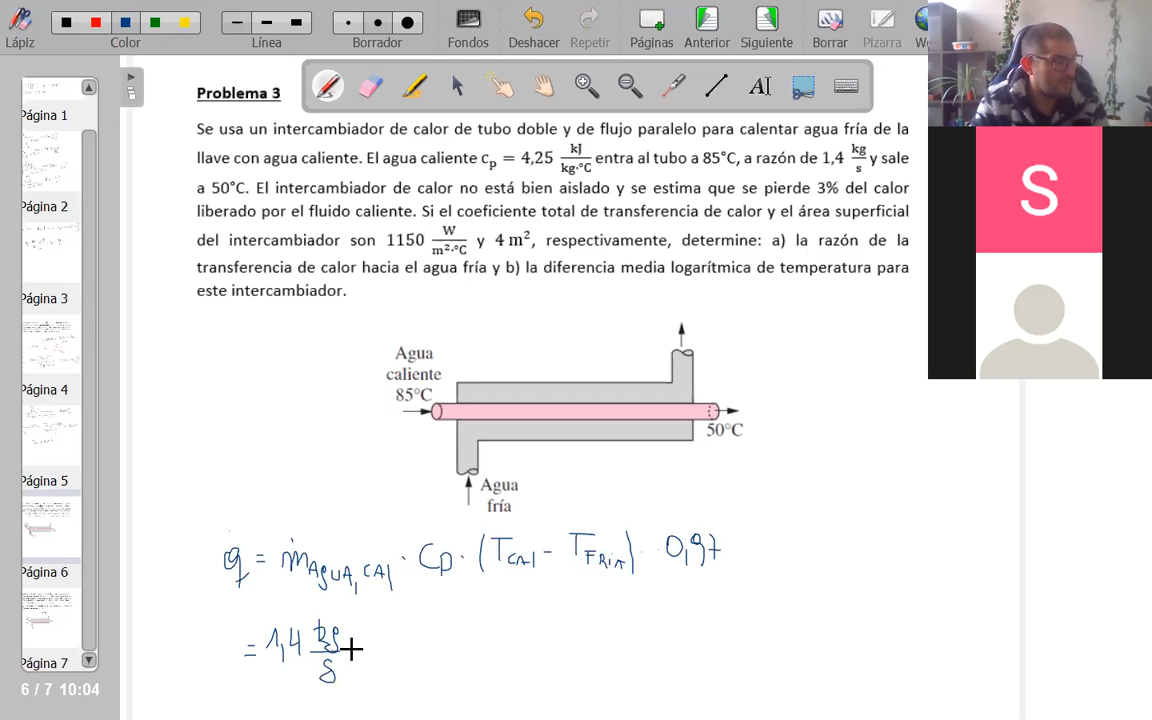 Lápiz
Color
Línea
Borrador
Fondos
Deshacer
Repetir
Páginas
Anterior
Siguiente
Borrar
Pizarra
Página 1
Página 2
Página 3
Página 4
Página 5
Página 6
Página 7
6 / 7 10:04
AI
Problema 3
Se usa un intercambiador de calor de tubo doble y de flujo paralelo para calentar agua fría de la
llave con agua caliente. El agua caliente cp = 4,25 kJ/kg·°C entra al tubo a 85°C, a razón de 1,4 kg/s y sale
a 50°C. El intercambiador de calor no está bien aislado y se estima que se pierde 3% del calor
liberado por el fluido caliente. Si el coeficiente total de transferencia de calor y el área superficial
del intercambiador son 1150 W/m²·°C y 4 m², respectivamente, determine: a) la razón de la
transferencia de calor hacia el agua fría y b) la diferencia media logarítmica de temperatura para
este intercambiador.
Agua
caliente
85°C
50°C
Agua
fría
q̇ = ṁAGUA,CAL · Cp · (TCAL - TFRIA) · 0,97
= 1,4 kg/s
S